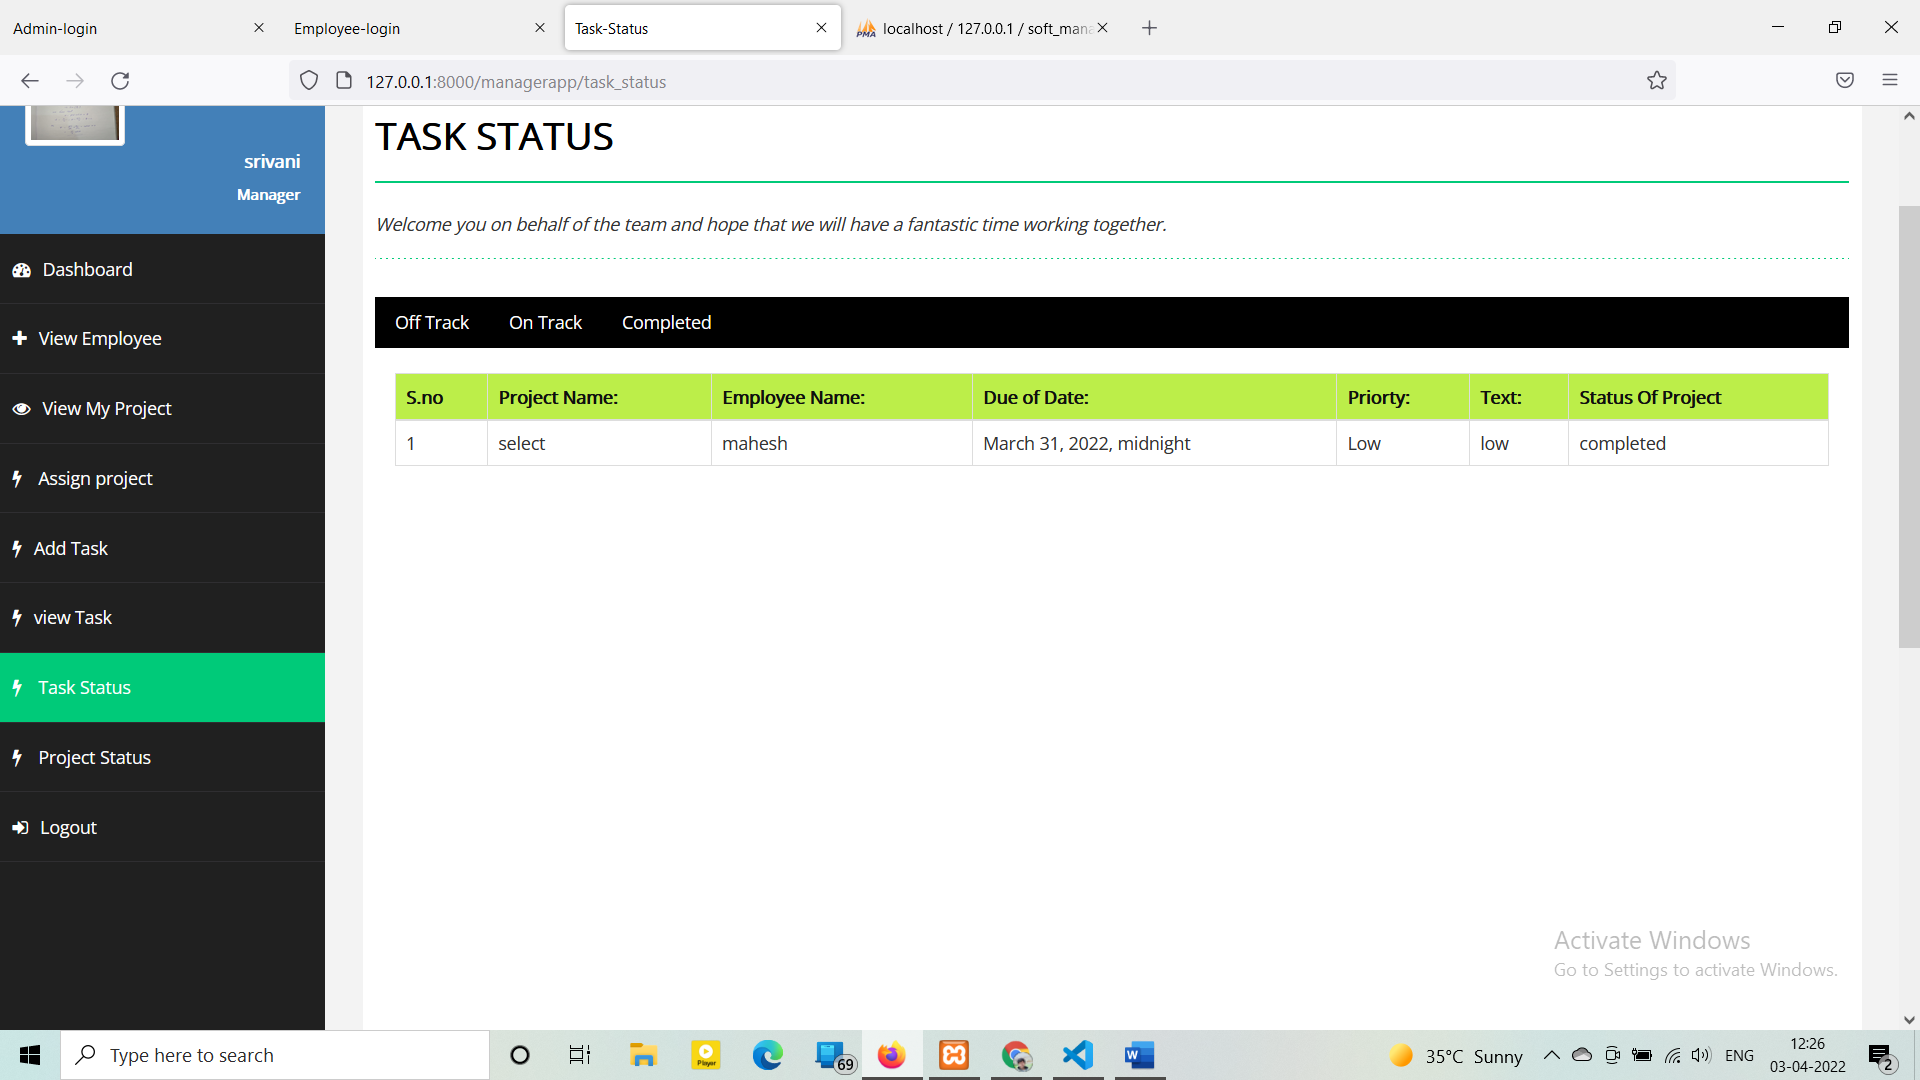 Admin-login
Employee-login
Task-Status
localhost / 127.0.0.1 / soft_mana
127.0.0.1:8000/managerapp/task_status
srivani
Manager
Dashboard
View Employee
View My Project
Assign project
Add Task
view Task
Task Status
Project Status
Logout
TASK STATUS
Welcome you on behalf of the team and hope that we will have a fantastic time working together.
Off Track On Track Completed
S.no Project Name: Employee Name: Due of Date: Priorty: Text: Status Of Project
1 select mahesh March 31, 2022, midnight Low low completed
Activate Windows
Go to Settings to activate Windows.
Type here to search
Player
69
35°C Sunny
ENG
12:26
03-04-2022
2